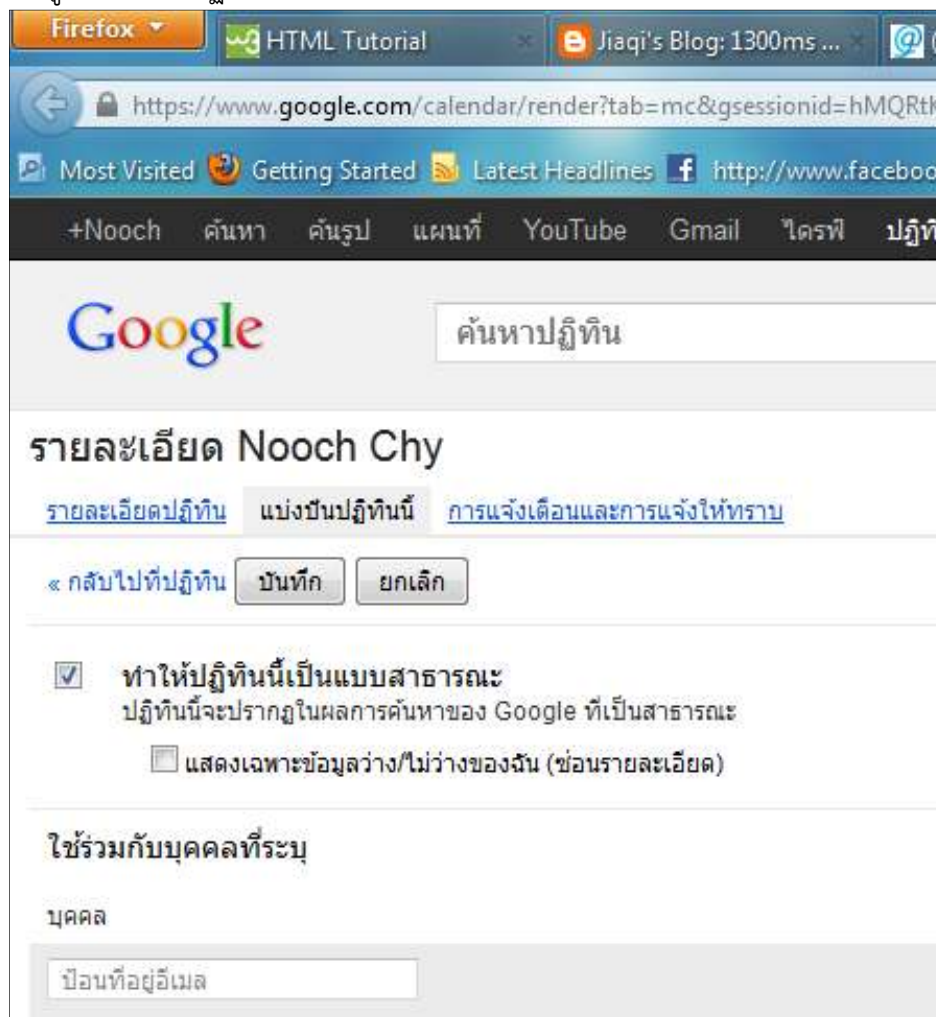 Firefox
HTML Tutorial
Jiaqi's Blog: 1300ms ...
https://www.google.com/calendar/render?tab=mc&gsessionid=hMQRtK
Most Visited Getting Started Latest Headlines http://www.faceboo
+Nooch ค้นหา ค้นรูป แผนที่ YouTube Gmail ไดรฟ์ ปฏิทิ
Google ค้นหาปฏิทิน
รายละเอียด Nooch Chy
รายละเอียดปฏิทิน แบ่งปันปฏิทินนี้ การแจ้งเตือนและการแจ้งให้ทราบ
« กลับไปที่ปฏิทิน บันทึก ยกเลิก
ทำให้ปฏิทินนี้เป็นแบบสาธารณะ
ปฏิทินนี้จะปรากฏในผลการค้นหาของ Google ที่เป็นสาธารณะ
แสดงเฉพาะข้อมูลว่าง/ไม่ว่างของฉัน (ซ่อนรายละเอียด)
ใช้ร่วมกับบุคคลที่ระบุ
บุคคล
ป้อนที่อยู่อีเมล